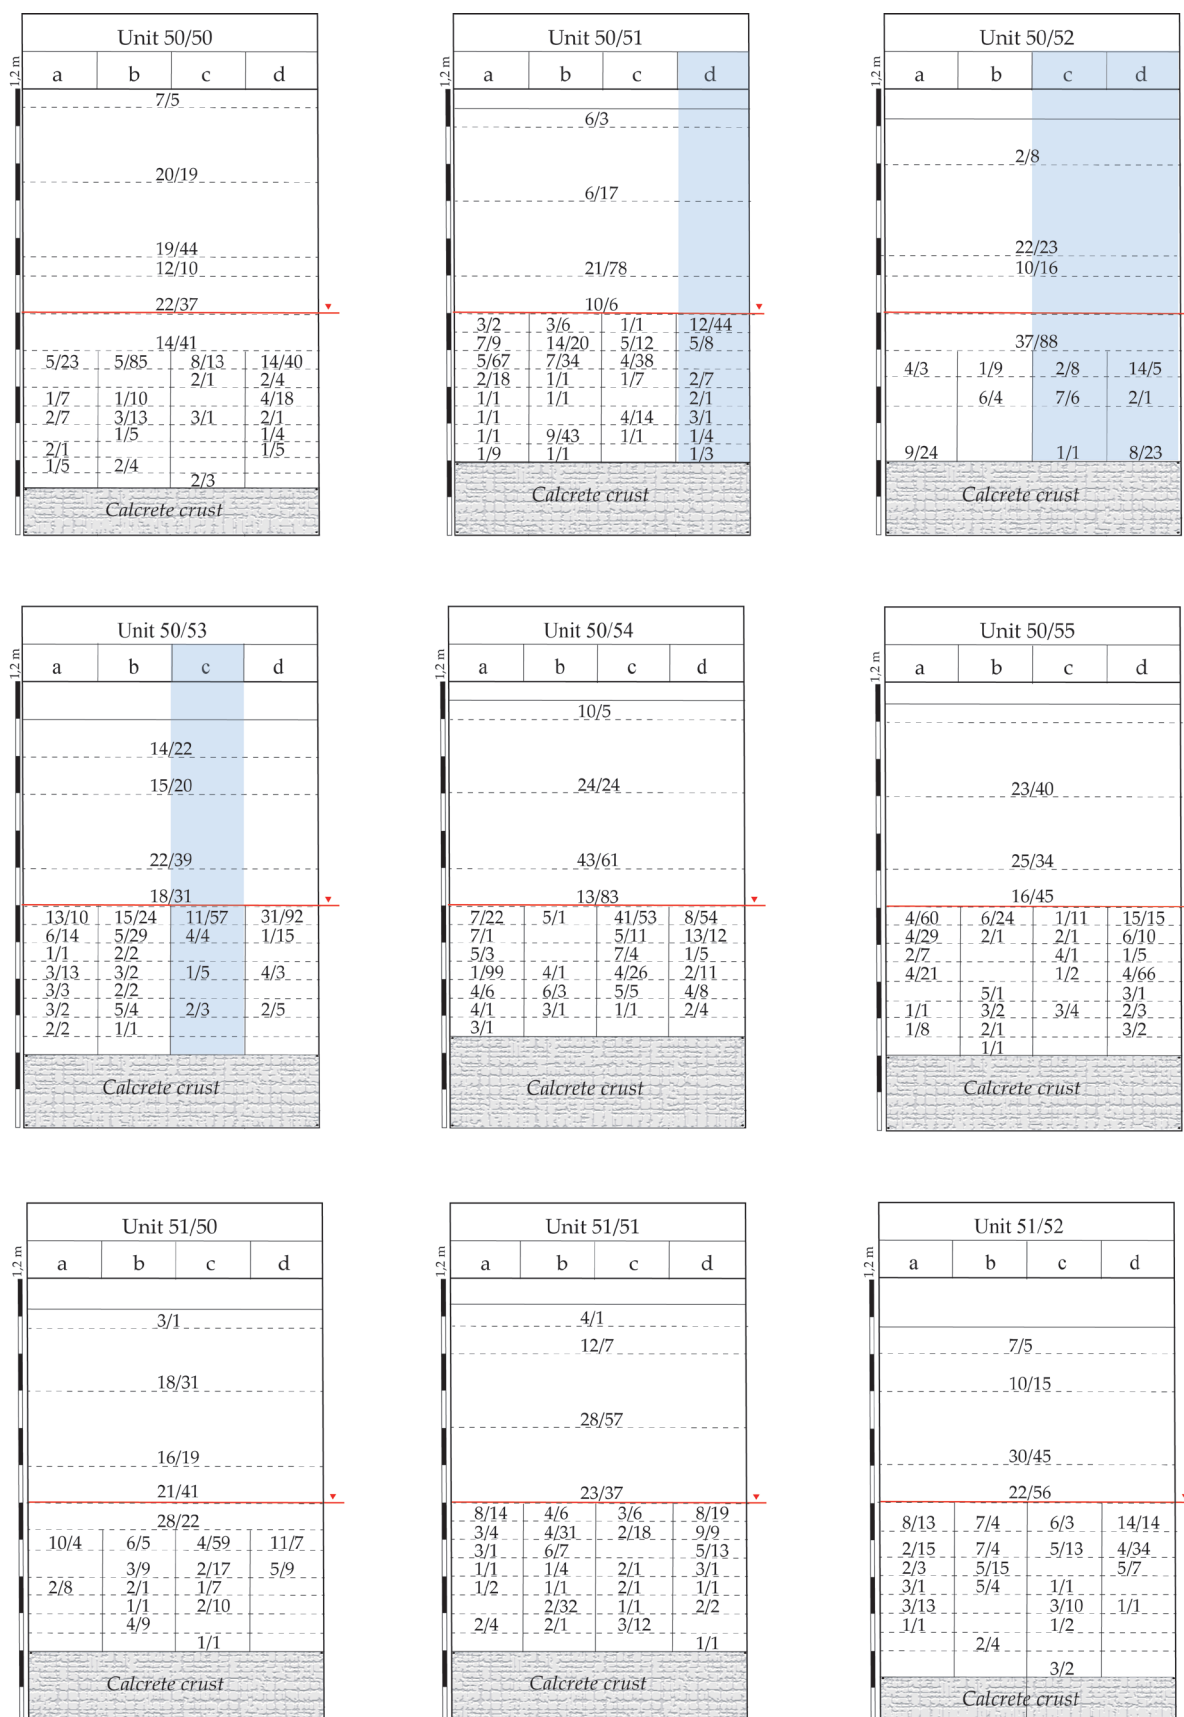 Unit 50/50
1,2 m
a b c d
7/5
20/19
19/44
12/10
22/37
14/41
5/23 5/85 8/13 14/40
2/1 2/4
1/7 1/10 4/18
2/7 3/13 3/1 2/1
1/5 1/4
2/1 1/5
1/5 2/4
2/3
Calcrete crust
Unit 50/51
1,2 m
a b c d
6/3
6/17
21/78
10/6
3/2 3/6 1/1 12/44
7/9 14/20 5/12 5/8
5/67 7/34 4/38
2/18 1/1 1/7 2/7
1/1 1/1 2/1
1/1 4/14 3/1
1/1 9/43 1/1 1/4
1/9 1/1 1/3
Calcrete crust
Unit 50/52
1,2 m
a b c d
2/8
22/23
10/16
37/88
4/3 1/9 2/8 14/5
6/4 7/6 2/1
9/24 1/1 8/23
Calcrete crust
Unit 50/53
1,2 m
a b c d
14/22
15/20
22/39
18/31
13/10 15/24 11/57 31/92
6/14 5/29 4/4 1/15
1/1 2/2
3/13 3/2 1/5 4/3
3/3 2/2
3/2 5/4 2/3 2/5
2/2 1/1
Calcrete crust
Unit 50/54
1,2 m
a b c d
10/5
24/24
43/61
13/83
7/22 5/1 41/53 8/54
7/1 5/11 13/12
5/3 7/4 1/5
1/99 4/1 4/26 2/11
4/6 6/3 5/5 4/8
4/1 3/1 1/1 2/4
3/1
Calcrete crust
Unit 50/55
1,2 m
a b c d
23/40
25/34
16/45
4/60 6/24 1/11 15/15
4/29 2/1 2/1 6/10
2/7 4/1 1/5
4/21 1/2 4/66
5/1 3/1
1/1 3/2 3/4 2/3
1/8 2/1 3/2
1/1
Calcrete crust
Unit 51/50
1,2 m
a b c d
3/1
18/31
16/19
21/41
28/22
10/4 6/5 4/59 11/7
3/9 2/17 5/9
2/8 2/1 1/7
1/1 2/10
4/9
1/1
Calcrete crust
Unit 51/51
1,2 m
a b c d
4/1
12/7
28/57
23/37
8/14 4/6 3/6 8/19
3/4 4/31 2/18 9/9
3/1 6/7 5/13
1/1 1/4 2/1 3/1
1/2 1/1 2/1 1/1
2/32 1/1 2/2
2/4 2/1 3/12
1/1
Calcrete crust
Unit 51/52
1,2 m
a b c d
7/5
10/15
30/45
22/56
8/13 7/4 6/3 14/14
2/15 7/4 5/13 4/34
2/3 5/15 5/7
3/1 5/4 1/1
3/13 3/10 1/1
1/1 1/2
2/4
3/2
Calcrete crust